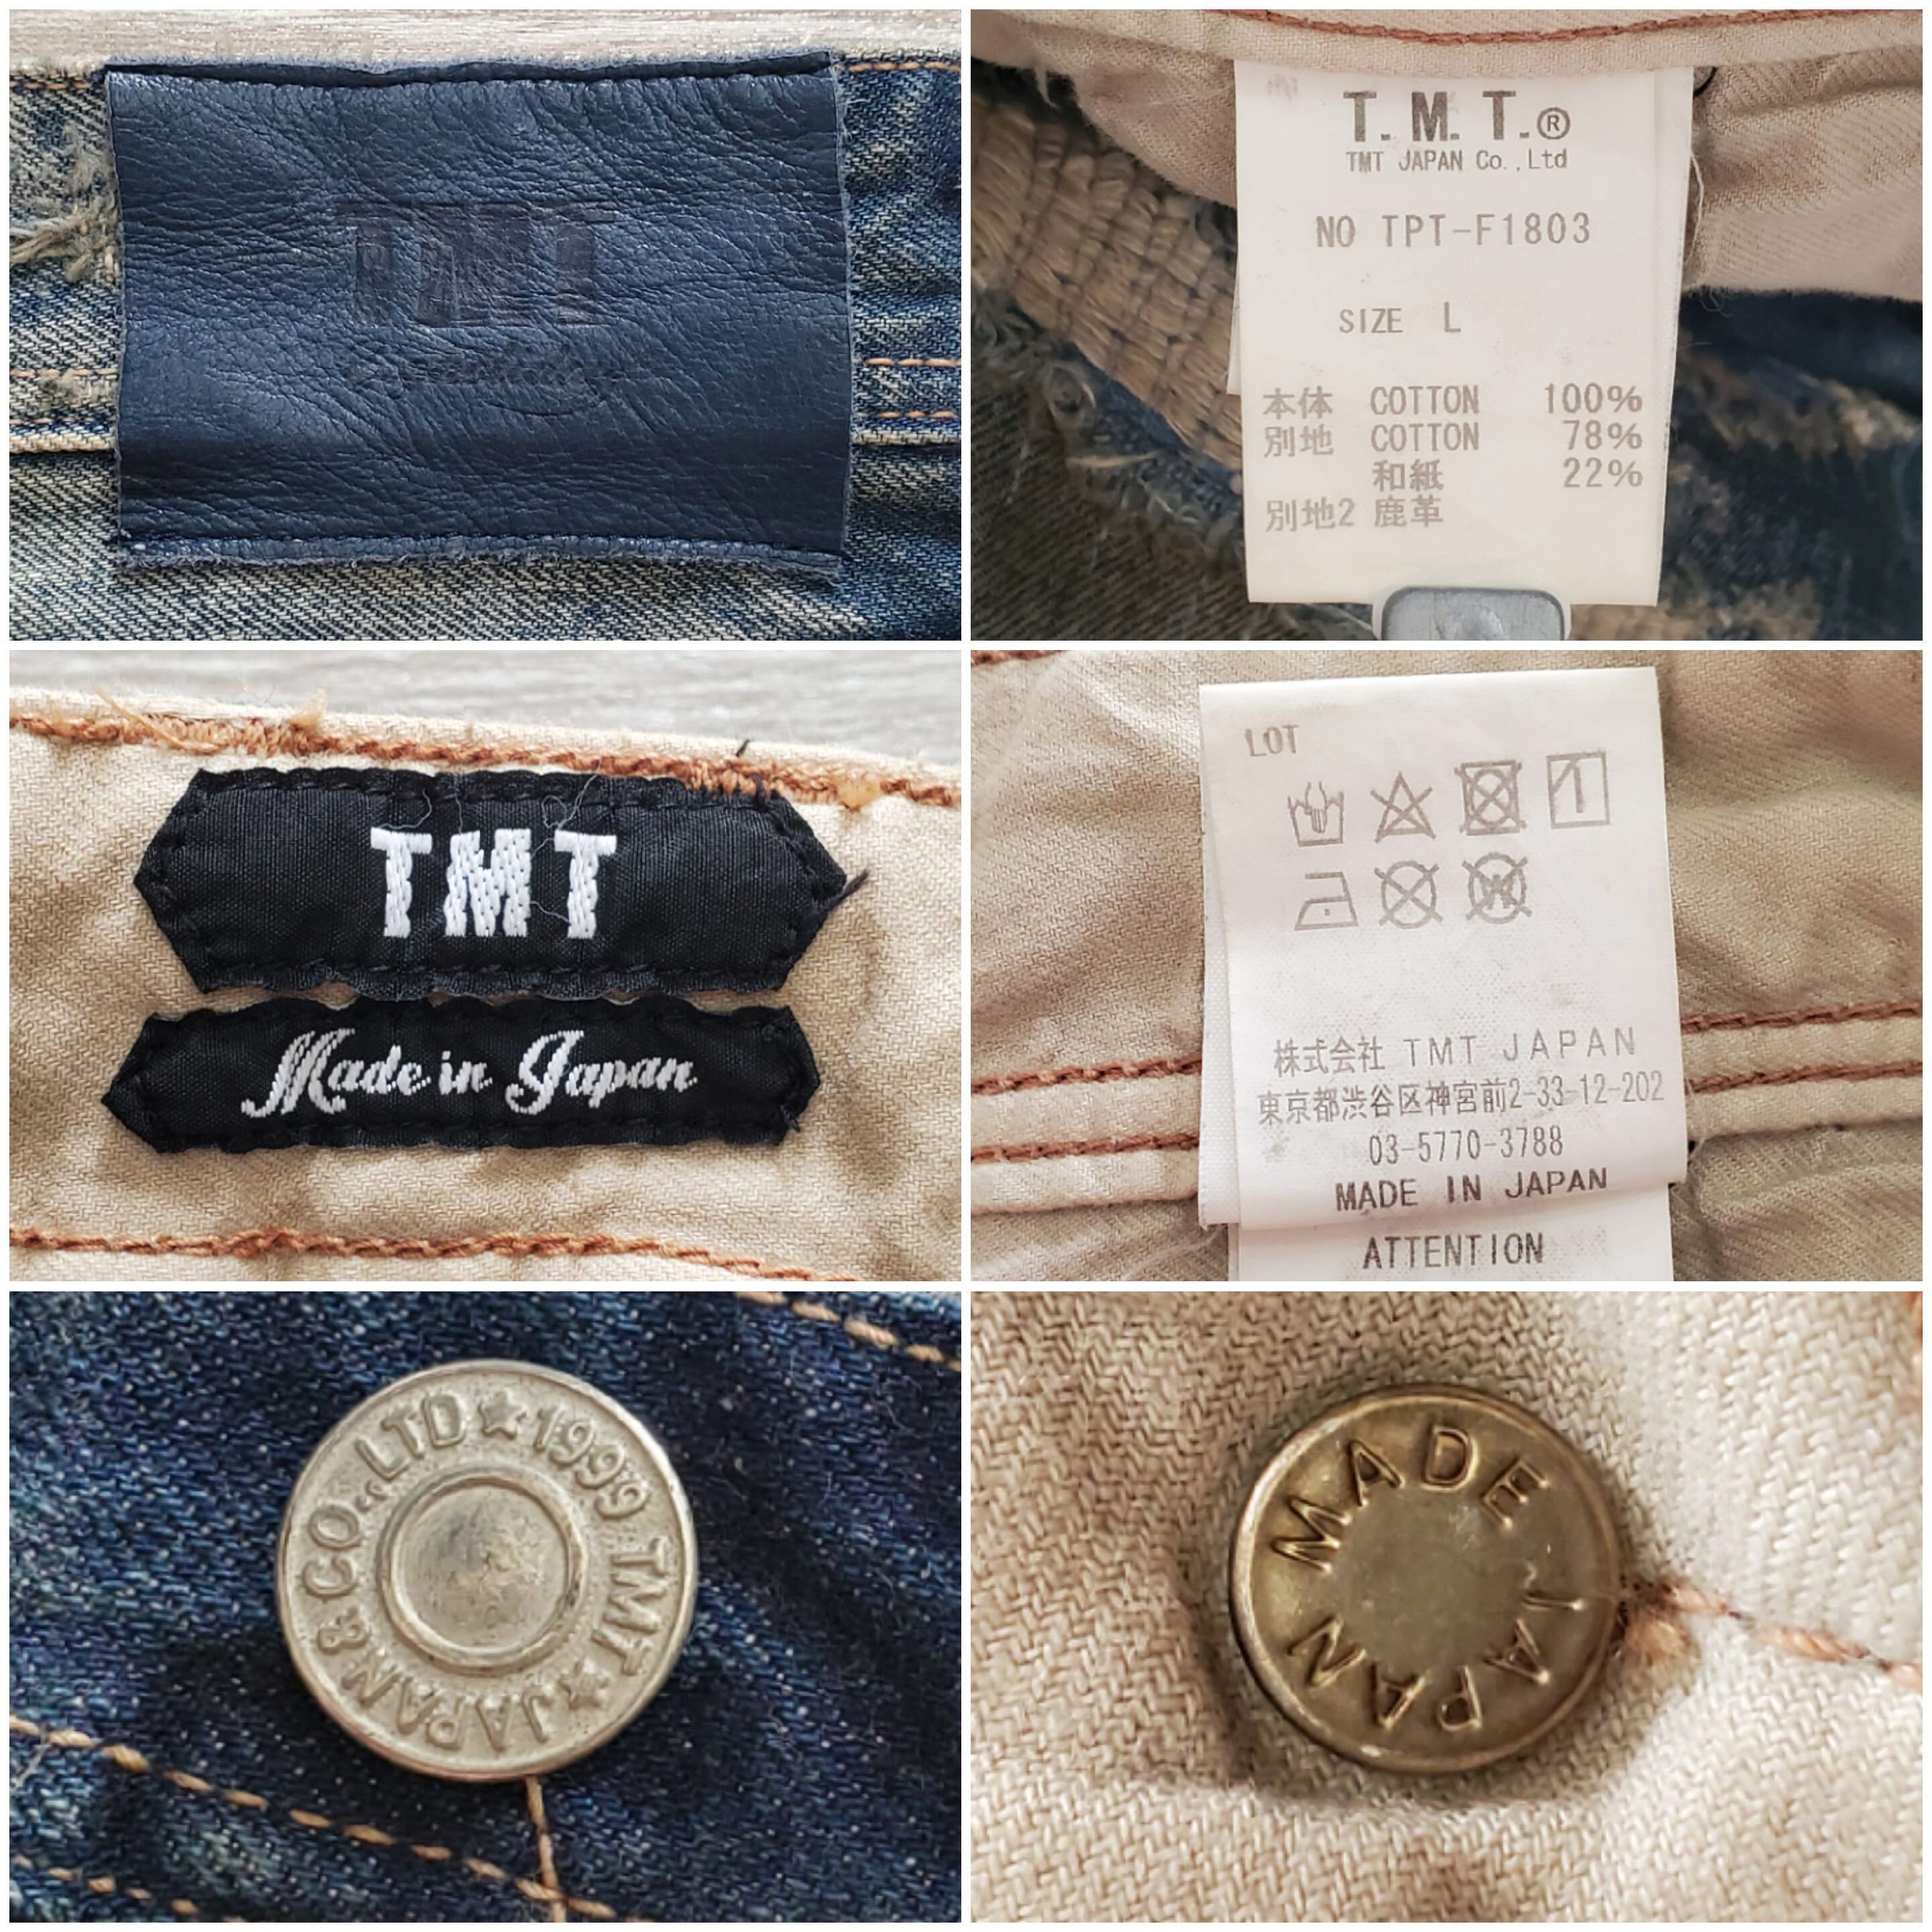 TMT
T.M.T.®
TMT JAPAN Co.,Ltd
NO TPT-F1803
SIZE L
本体 COTTON 100%
別地 COTTON 78%
和紙 22%
別地2 鹿革
TMT
Made in Japan
LOT
株式会社 TMT JAPAN
東京都渋谷区神宮前2-33-12-202
03-5770-3788
MADE IN JAPAN
ATTENTION
★1999 TMT★JAPAN & CO.,LTD
MADE JAPAN